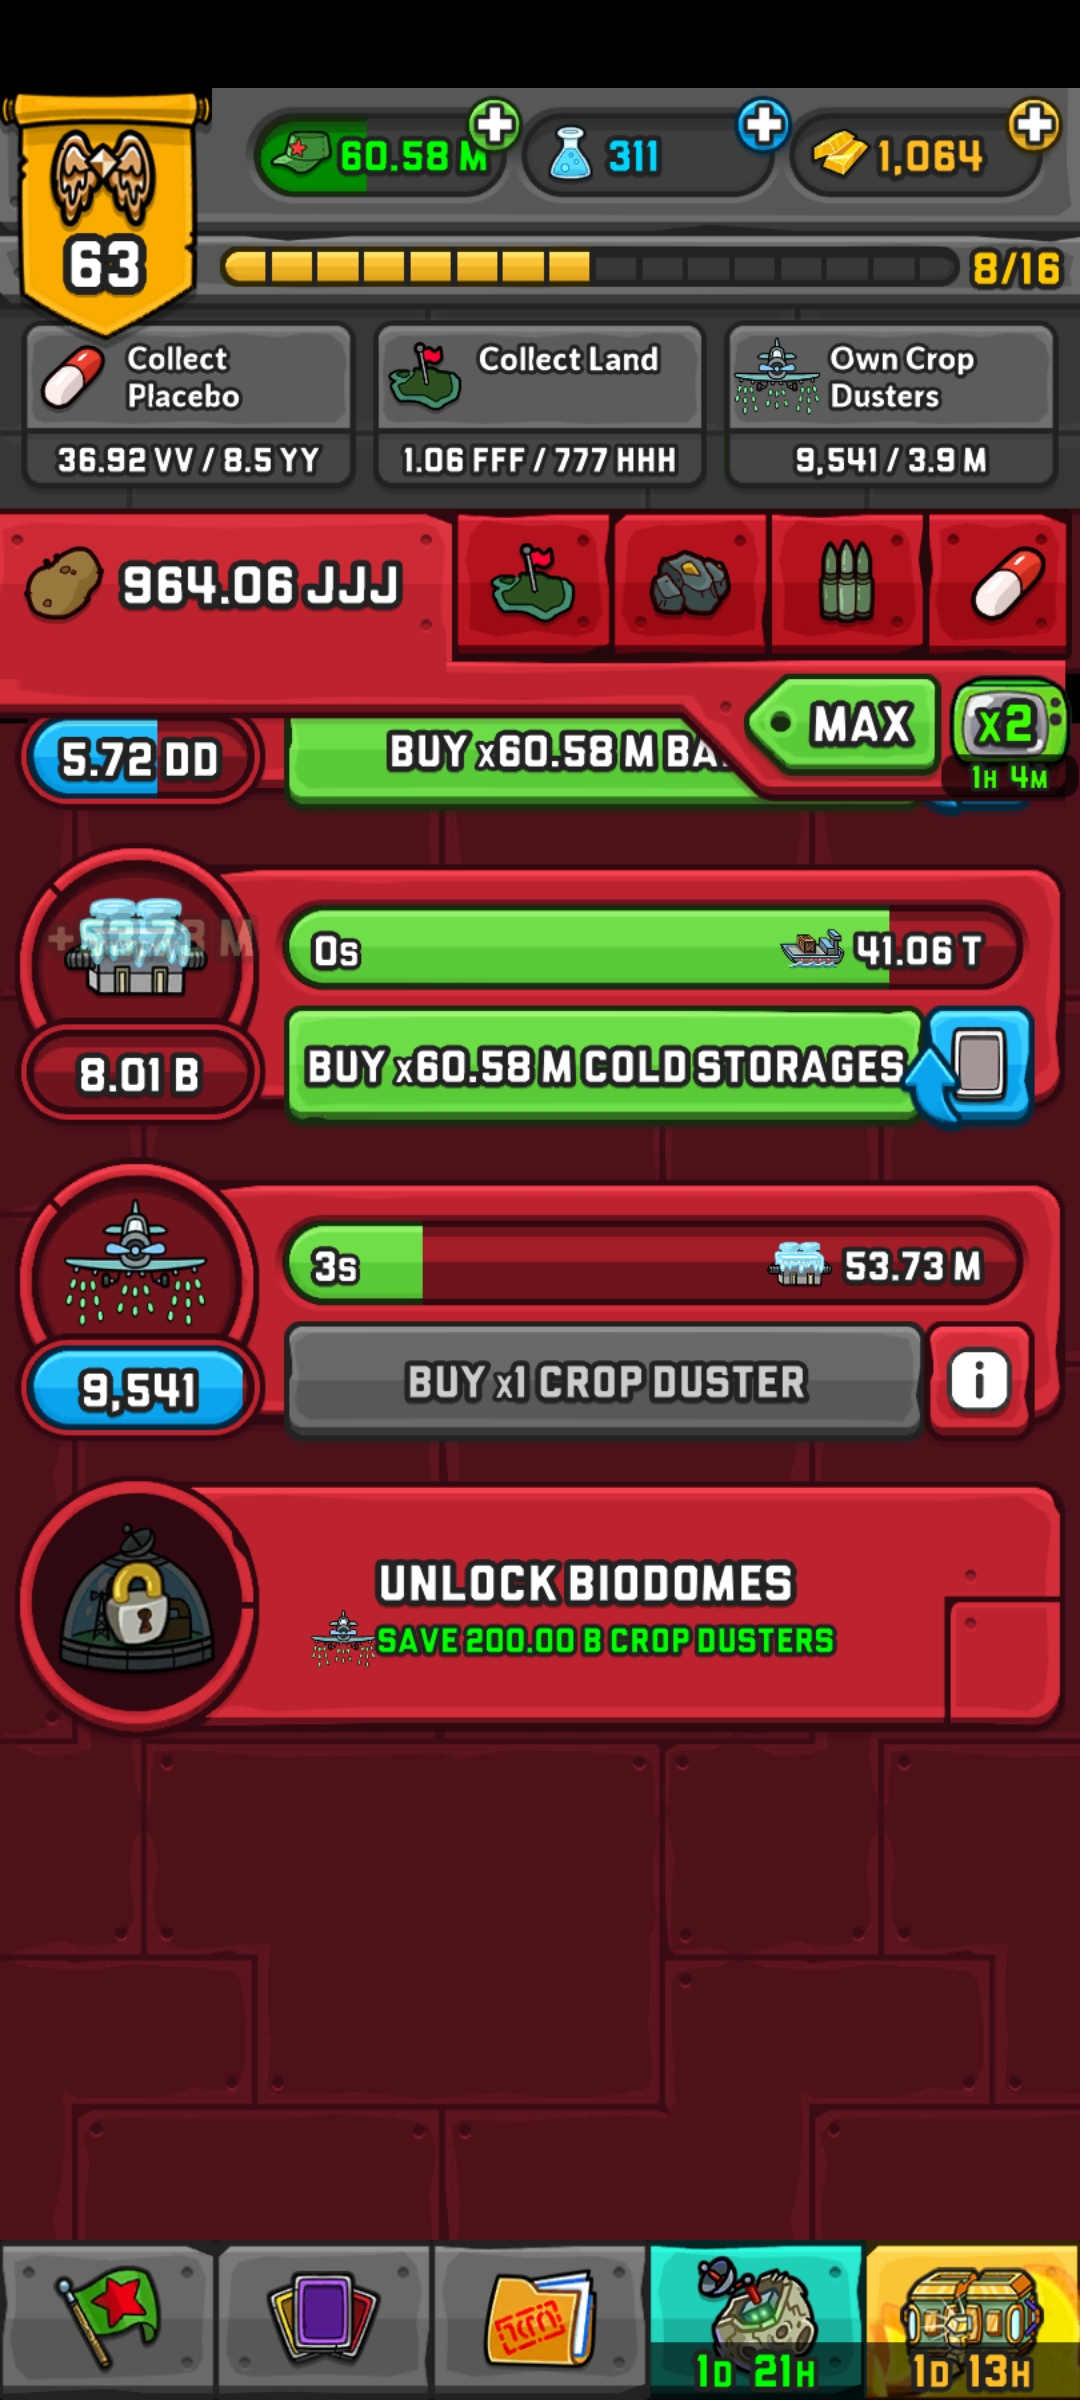 60.58 M
311
1,064
63
8/16
Collect
Placebo
36.92 VV / 8.5 YY
Collect Land
1.06 FFF / 777 HHH
Own Crop
Dusters
9,541 / 3.9 M
964.06 JJJ
MAX
x2
1H 4M
5.72 DD
BUY x60.58 M
0s
41.06 T
8.01 B
BUY x60.58 M COLD STORAGES
3s
53.73 M
9,541
BUY x1 CROP DUSTER
i
UNLOCK BIODOMES
SAVE 200.00 B CROP DUSTERS
1D 21H
1D 13H